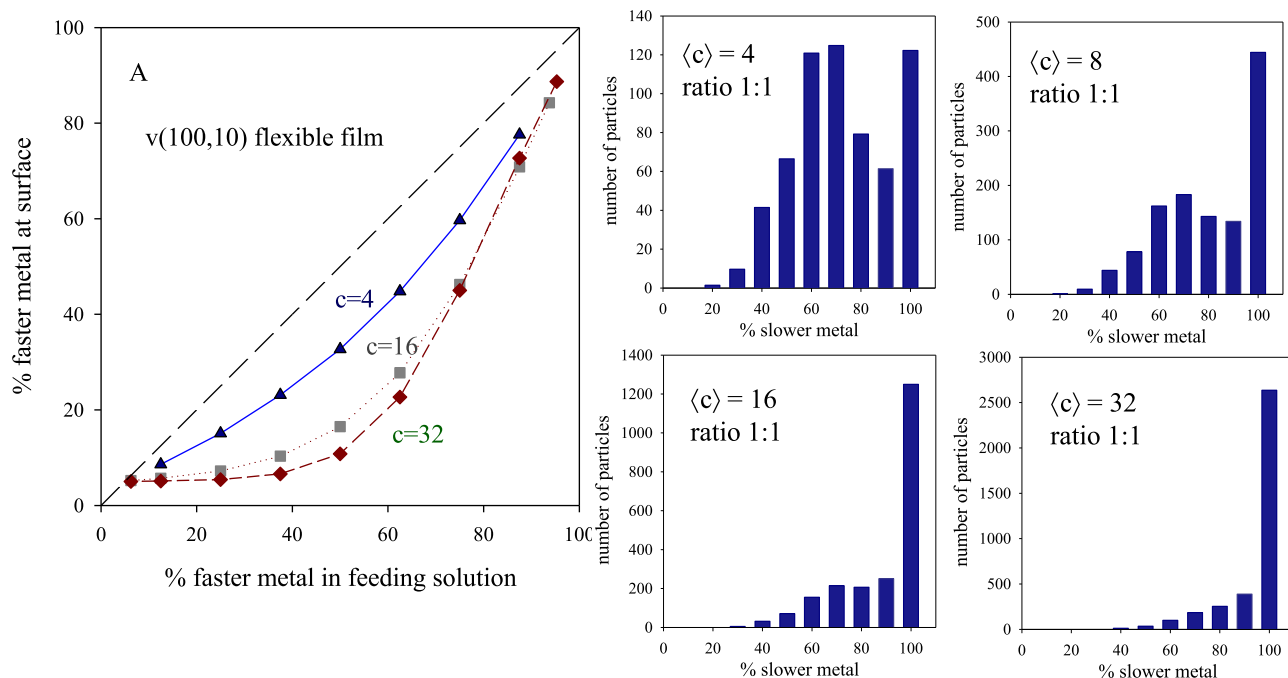 100
80
60
40
20
0
% faster metal at surface
A
v(100,10) flexible film
c=4
c=16
c=32
0
20
40
60
80
100
% faster metal in feeding solution
140
120
100
80
60
40
20
0
number of particles
⟨c⟩ = 4
ratio 1:1
0
20
40
60
80
100
% slower metal
500
400
300
200
100
0
number of particles
⟨c⟩ = 8
ratio 1:1
0
20
40
60
80
100
% slower metal
1400
1200
1000
800
600
400
200
0
number of particles
⟨c⟩ = 16
ratio 1:1
0
20
40
60
80
100
% slower metal
3000
2500
2000
1500
1000
500
0
number of particles
⟨c⟩ = 32
ratio 1:1
0
20
40
60
80
100
% slower metal